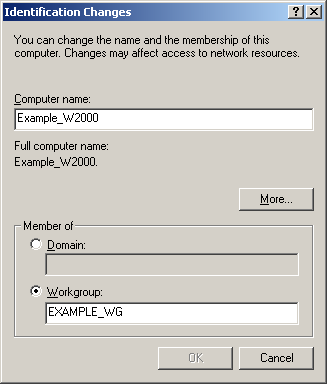 Identification Changes
You can change the name and the membership of this
computer. Changes may affect access to network resources.
Computer name:
Example_W2000
Full computer name:
Example_W2000.
More...
Member of
Domain:
Workgroup:
EXAMPLE_WG
OK
Cancel